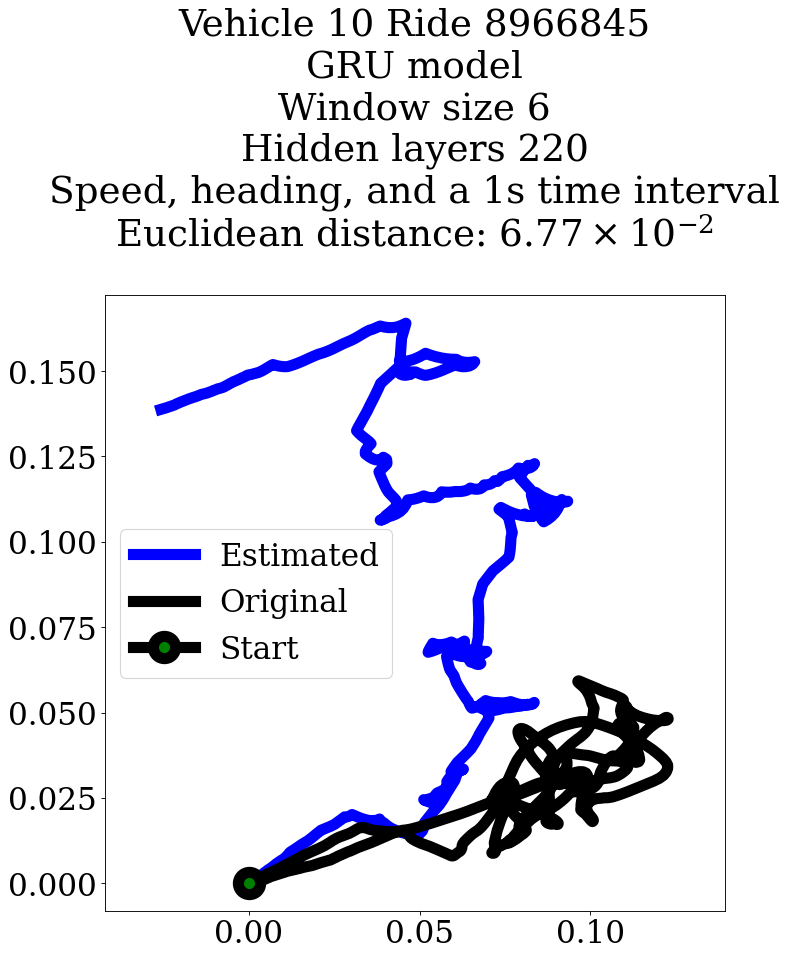 Vehicle 10 Ride 8966845
GRU model
Window size 6
Hidden layers 220
Speed, heading, and a 1s time interval
Euclidean distance: 6.77 × 10⁻²
0.150
0.125
0.100
0.075
0.050
0.025
0.000
Estimated
Original
Start
0.00 0.05 0.10